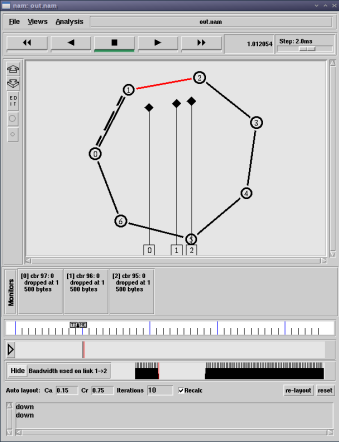 nam: out.nam
File Views Analysis out.nam
1.012054 Step: 2.0ms
E D
I T
1
2
3
0
4
6
5
0 1 2
Monitors
[0] cbr 97: 0
dropped at 1
500 bytes
[1] cbr 96: 0
dropped at 1
500 bytes
[2] cbr 95: 0
dropped at 1
500 bytes
Hide Bandwidth used on link 1->2
Auto layout: Ca 0.15 Cr 0.75 Iterations 10 Recalc re-layout reset
down
down